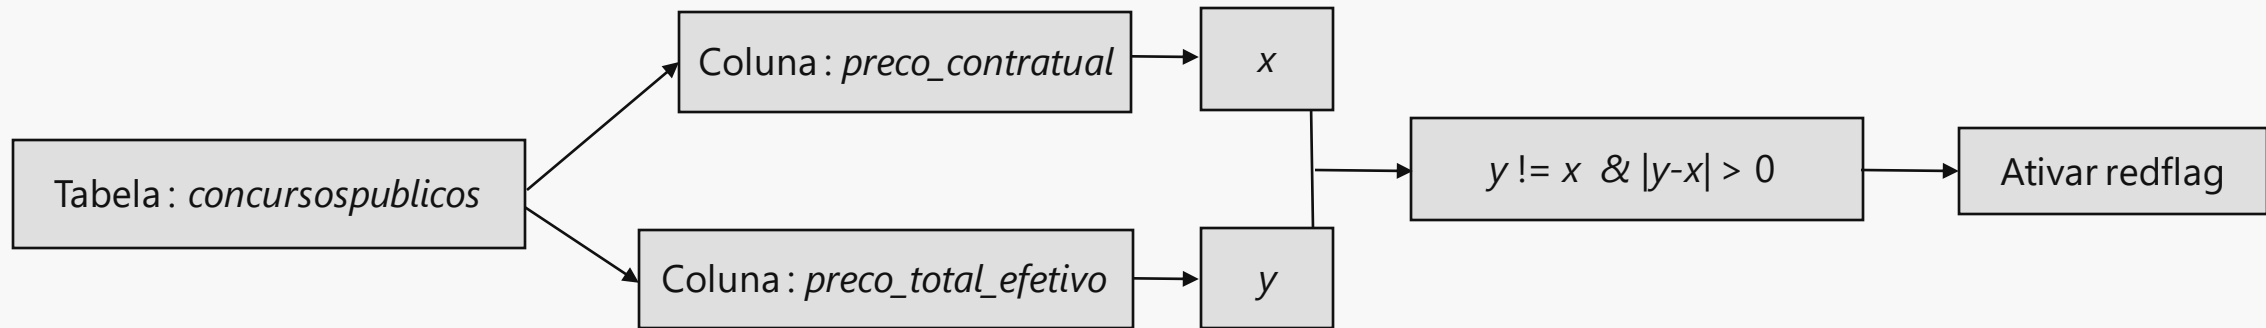 Tabela : concursospublicos
Coluna : preco_contratual
x
Coluna : preco_total_efetivo
y
y != x & |y-x| > 0
Ativar redflag